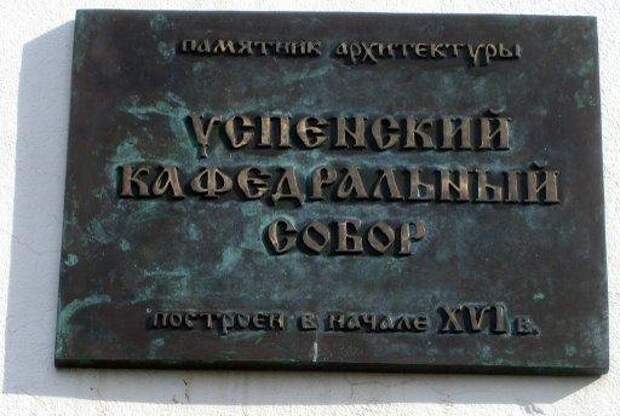 ПАМЯТНИК АРХИТЕКТУРЫ
УСПЕНСКИЙ
КАФЕДРАЛЬНЫЙ
СОБОР
ПОСТРОЕН В НАЧАЛЕ XVI В.